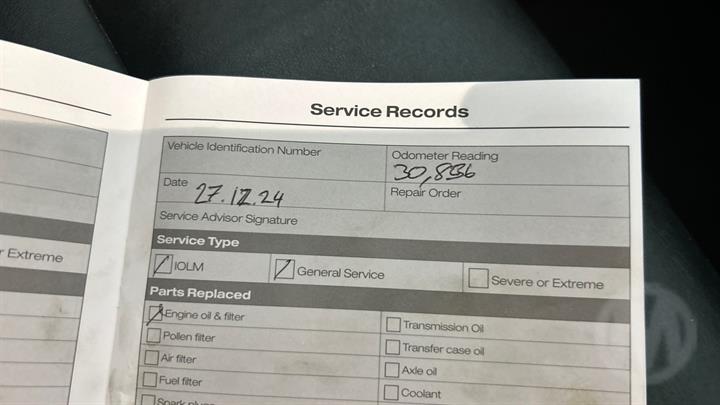 Service Records
Vehicle Identification Number
Odometer Reading
30,836
Date 27.12.24
Repair Order
Service Advisor Signature
Service Type
r Extreme
IOLM
General Service
Severe or Extreme
Parts Replaced
Engine oil & filter
Transmission Oil
Pollen filter
Transfer case oil
Air filter
Axle oil
Fuel filter
Coolant